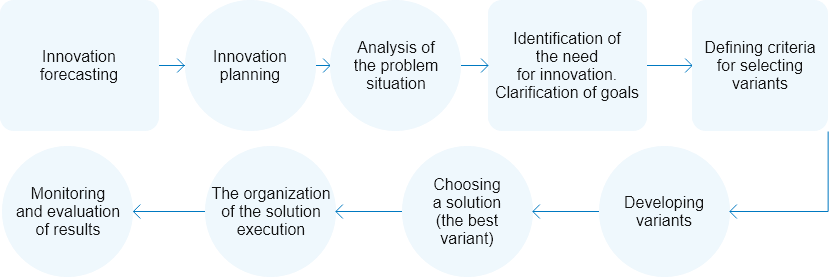 Innovation
forecasting
Innovation
planning
Analysis of
the problem
situation
Identification of
the need
for innovation.
Clarification of goals
Defining criteria
for selecting
variants
Developing
variants
Choosing
a solution
(the best
variant)
The organization
of the solution
execution
Monitoring
and evaluation
of results